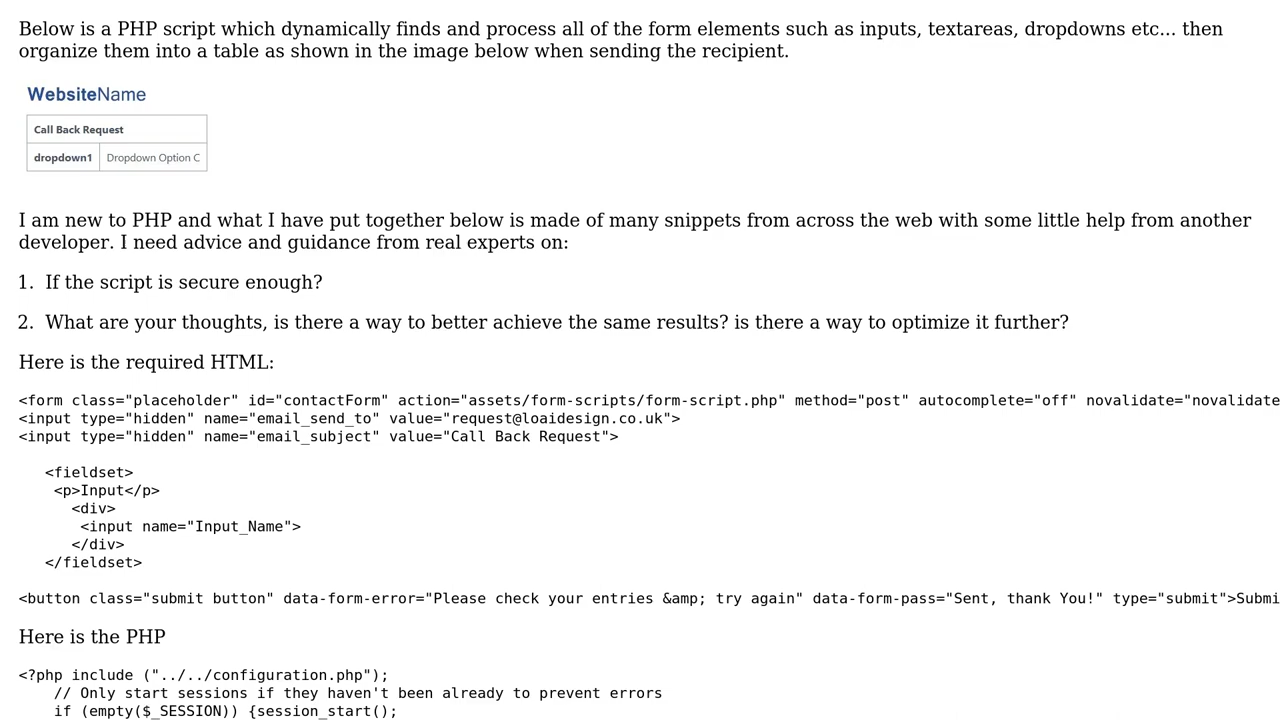 Below is a PHP script which dynamically finds and process all of the form elements such as inputs, textareas, dropdowns etc... then
organize them into a table as shown in the image below when sending the recipient.
WebsiteName
Call Back Request
dropdown1 Dropdown Option C
I am new to PHP and what I have put together below is made of many snippets from across the web with some little help from another
developer. I need advice and guidance from real experts on:
1. If the script is secure enough?
2. What are your thoughts, is there a way to better achieve the same results? is there a way to optimize it further?
Here is the required HTML:
<form class="placeholder" id="contactForm" action="assets/form-scripts/form-script.php" method="post" autocomplete="off" novalidate="novalidate
<input type="hidden" name="email_send_to" value="request@loaidesign.co.uk">
<input type="hidden" name="email_subject" value="Call Back Request">
<fieldset>
<p>Input</p>
<div>
<input name="Input_Name">
</div>
</fieldset>
<button class="submit button" data-form-error="Please check your entries &amp; try again" data-form-pass="Sent, thank You!" type="submit">Submi
Here is the PHP
<?php include ("../../configuration.php");
// Only start sessions if they haven't been already to prevent errors
if (empty($_SESSION)) {session_start();